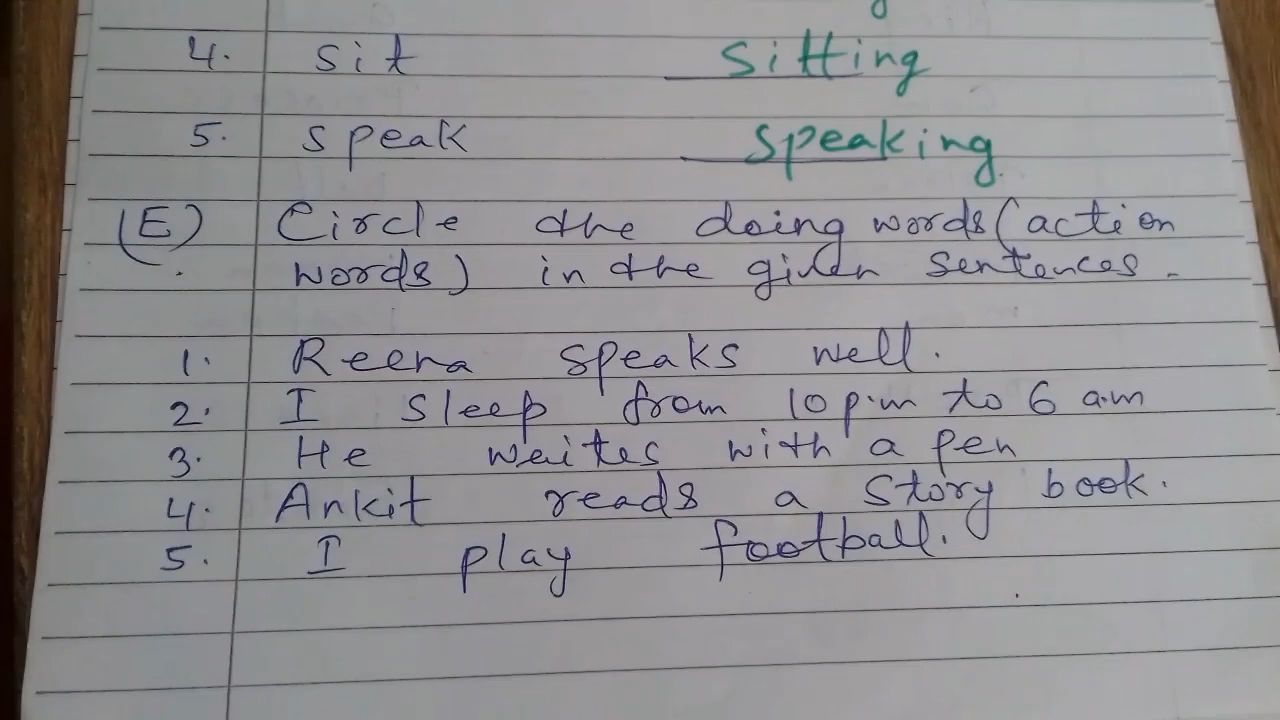 4. sit sitting
5. speak speaking
(E) Circle the doing words (action
words) in the given sentences.
1. Reena speaks well.
2. I sleep from 10 p.m to 6 a.m
3. He writes with a pen
4. Ankit reads a story book.
5. I play football.